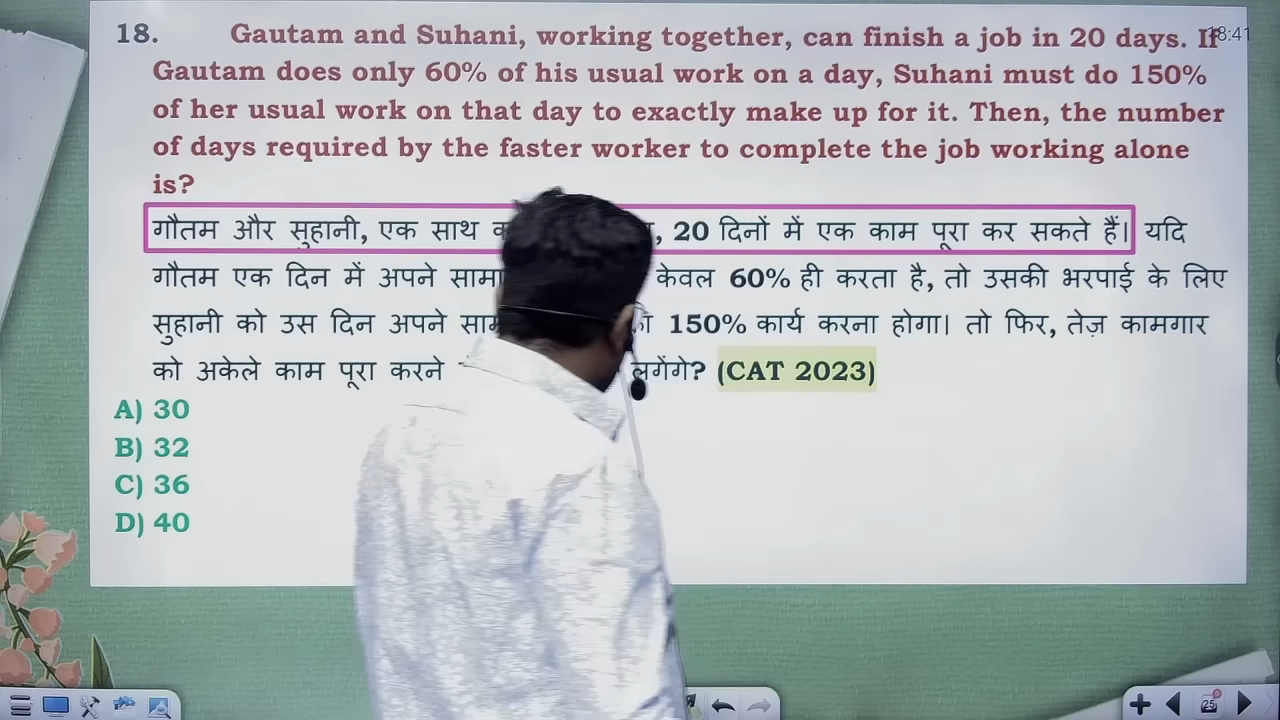 18:41
18. Gautam and Suhani, working together, can finish a job in 20 days. If
Gautam does only 60% of his usual work on a day, Suhani must do 150%
of her usual work on that day to exactly make up for it. Then, the number
of days required by the faster worker to complete the job working alone
is?
गौतम और सुहानी, एक साथ , 20 दिनों में एक काम पूरा कर सकते हैं। यदि
गौतम एक दिन में अपने केवल 60% ही करता है, तो उसकी भरपाई के लिए
सुहानी को उस दिन अपने 150% कार्य करना होगा। तो फिर, तेज़ कामगार
को अकेले काम पूरा करने लगेंगे? (CAT 2023)
A) 30
B) 32
C) 36
D) 40
25